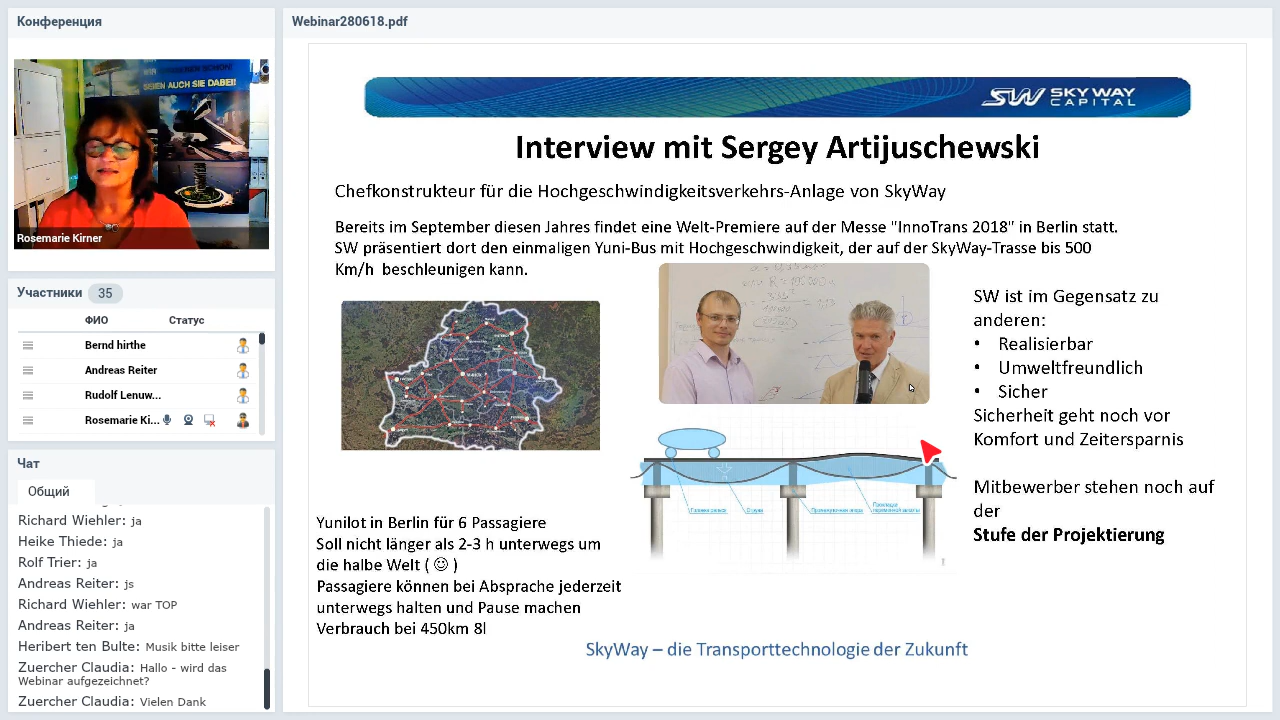 Конференция
SEIEN AUCH SIE DABEI!
Rosemarie Kirner
Участники 35
ФИО Статус
Bernd hirthe
Andreas Reiter
Rudolf Lenuw...
Rosemarie Ki...
Чат
Общий
Richard Wiehler: ja
Heike Thiede: ja
Rolf Trier: ja
Andreas Reiter: js
Richard Wiehler: war TOP
Andreas Reiter: ja
Heribert ten Bulte: Musik bitte leiser
Zuercher Claudia: Hallo - wird das
Webinar aufgezeichnet?
Zuercher Claudia: Vielen Dank
Webinar280618.pdf
SW SKY WAY
CAPITAL
Interview mit Sergey Artijuschewski
Chefkonstrukteur für die Hochgeschwindigkeitsverkehrs-Anlage von SkyWay
Bereits im September diesen Jahres findet eine Welt-Premiere auf der Messe "InnoTrans 2018" in Berlin statt.
SW präsentiert dort den einmaligen Yuni-Bus mit Hochgeschwindigkeit, der auf der SkyWay-Trasse bis 500
Km/h beschleunigen kann.
SW ist im Gegensatz zu
anderen:
• Realisierbar
• Umweltfreundlich
• Sicher
Sicherheit geht noch vor
Komfort und Zeitersparnis
Mitbewerber stehen noch auf
der
Stufe der Projektierung
Yunilot in Berlin für 6 Passagiere
Soll nicht länger als 2-3 h unterwegs um
die halbe Welt ( ☺ )
Passagiere können bei Absprache jederzeit
unterwegs halten und Pause machen
Verbrauch bei 450km 8l
SkyWay – die Transporttechnologie der Zukunft